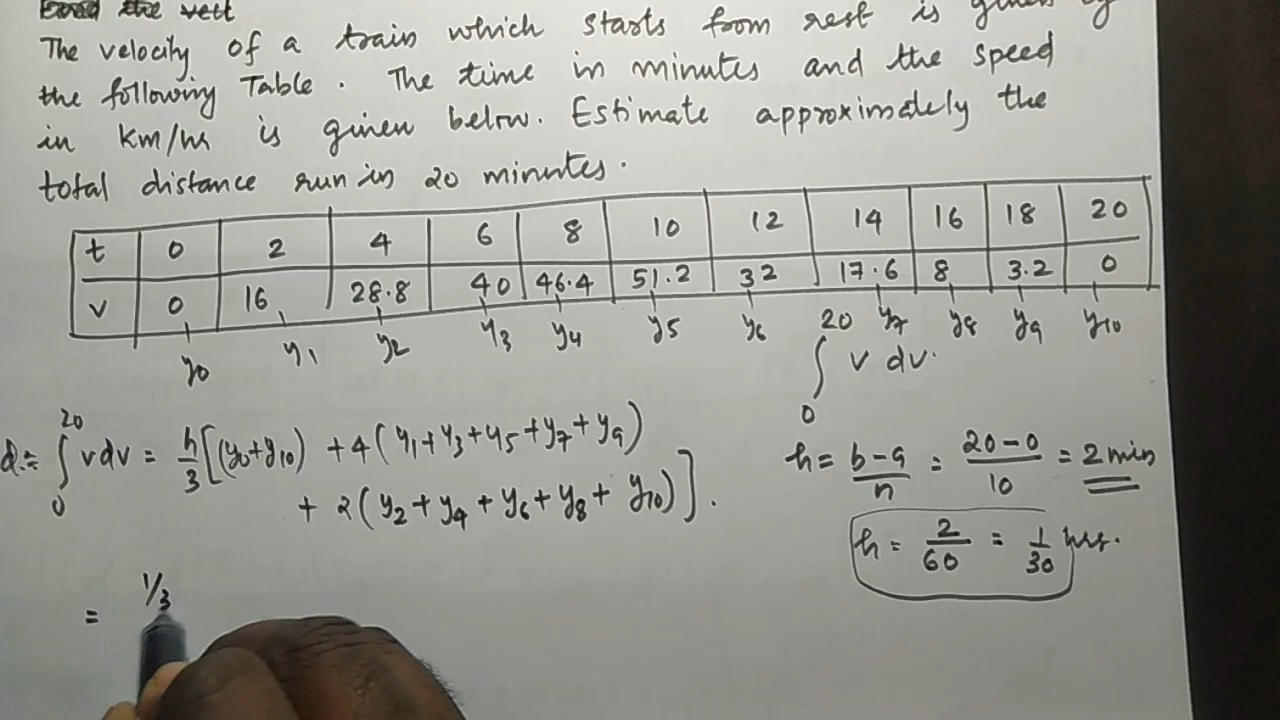 The velocity of a train which starts from rest is given by
the following Table. The time in minutes and the speed
in km/hr is given below. Estimate approximately the
total distance run in 20 minutes.
t 0 2 4 6 8 10 12 14 16 18 20
v 0 16 28.8 40 46.4 51.2 32 17.6 8 3.2 0
y0 y1 y2 y3 y4 y5 y6 y7 y8 y9 y10
∫₀²⁰ v dv.
d ≈ ∫₀²⁰ v dv = h/3 [(y0+y10) + 4(y1+y3+y5+y7+y9)
+ 2(y2+y4+y6+y8+y10)].
h = b-a/n = 20-0/10 = 2 min
h = 2/60 = 1/30 hrs.
= 1/3